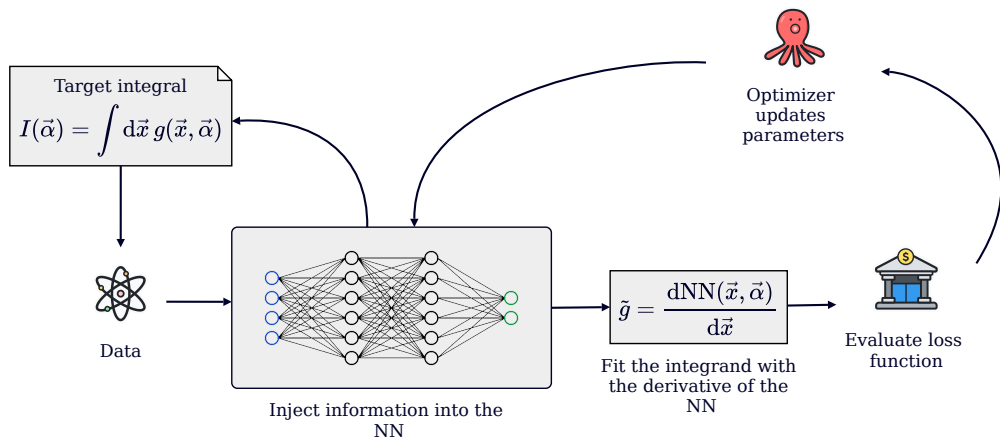 Target integral
I(α⃗) = ∫ dx⃗ g(x⃗, α⃗)
Data
Inject information into the
NN
g̃ = dNN(x⃗, α⃗) / dx⃗
Fit the integrand with
the derivative of the
NN
$
Evaluate loss
function
Optimizer
updates
parameters